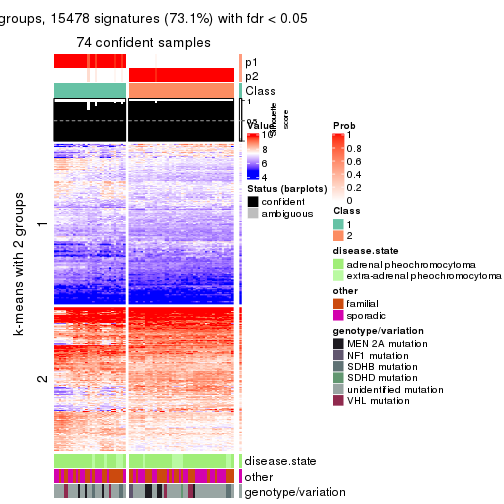 groups, 15478 signatures (73.1%) with fdr < 0.05
74 confident samples
p1
p2
Class
1
0.5
Silhouette
score
k-means with 2 groups
1
2
disease.state
other
genotype/variation
Value
10
8
6
4
Status (barplots)
confident
ambiguous
Prob
1
0.8
0.6
0.4
0.2
0
Class
1
2
disease.state
adrenal pheochromocytoma
extra-adrenal pheochromocytoma
other
familial
sporadic
genotype/variation
MEN 2A mutation
NF1 mutation
SDHB mutation
SDHD mutation
unidentified mutation
VHL mutation